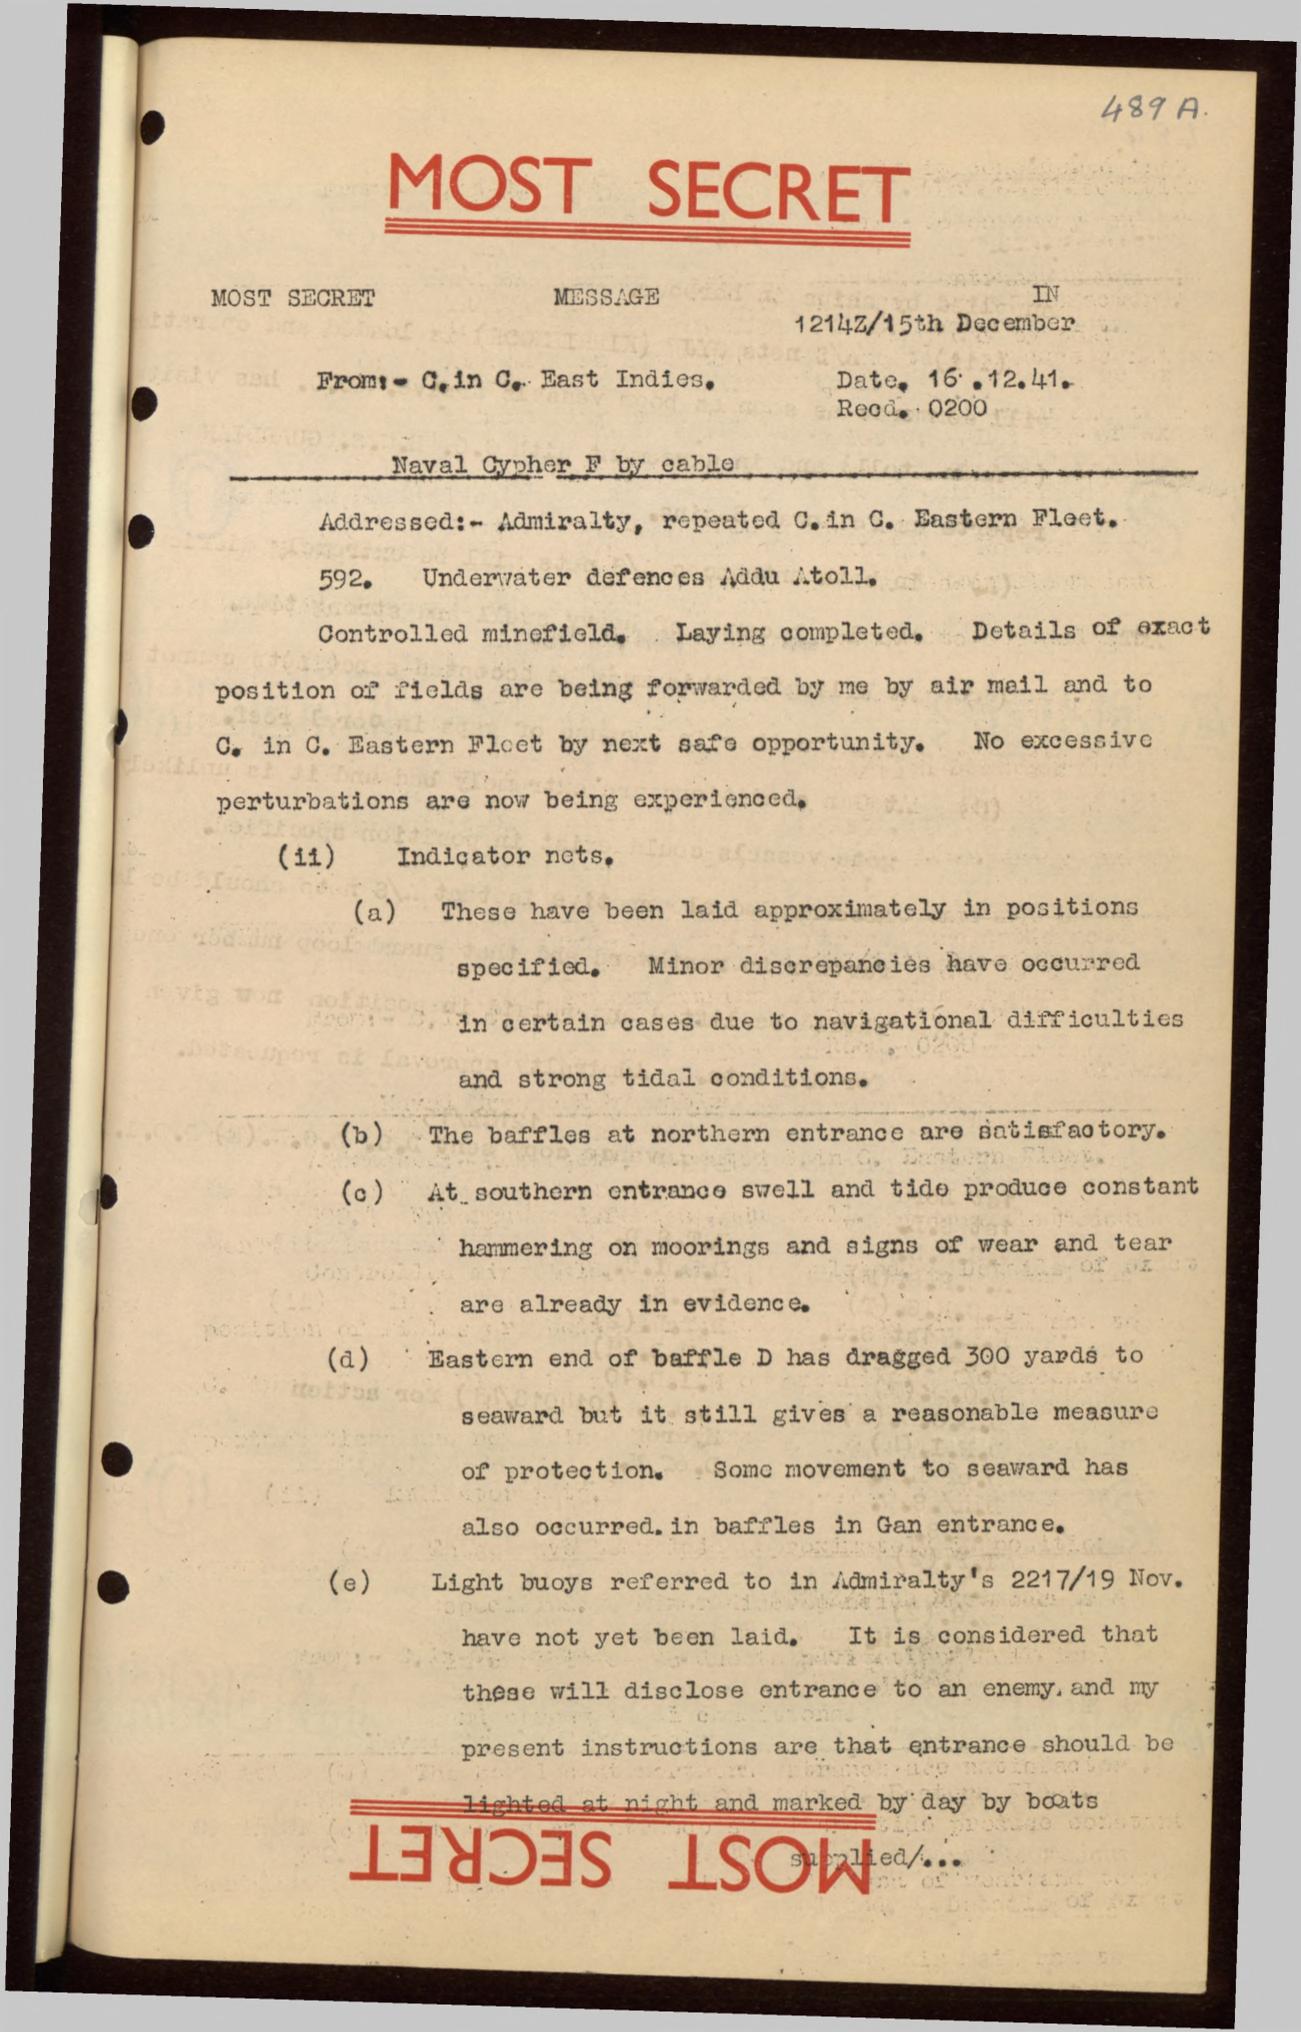 489 A.
MOST SECRET
MOST SECRET MESSAGE IN
1214Z/15th December
From:- C.in C. East Indies. Date. 16.12.41.
Recd. 0200
Naval Cypher F by cable
Addressed:- Admiralty, repeated C.in C. Eastern Fleet.
592. Underwater defences Addu Atoll.
Controlled minefield. Laying completed. Details of exact
position of fields are being forwarded by me by air mail and to
C. in C. Eastern Fleet by next safe opportunity. No excessive
perturbations are now being experienced.
(ii) Indicator nets.
(a) These have been laid approximately in positions
specified. Minor discrepancies have occurred
in certain cases due to navigational difficulties
and strong tidal conditions.
(b) The baffles at northern entrance are satisfactory.
(c) At southern entrance swell and tide produce constant
hammering on moorings and signs of wear and tear
are already in evidence.
(d) Eastern end of baffle D has dragged 300 yards to
seaward but it still gives a reasonable measure
of protection. Some movement to seaward has
also occurred. in baffles in Gan entrance.
(e) Light buoys referred to in Admiralty's 2217/19 Nov.
have not yet been laid. It is considered that
these will disclose entrance to an enemy. and my
present instructions are that entrance should be
lighted at night and marked by day by boats
supplied/...
MOST SECRET